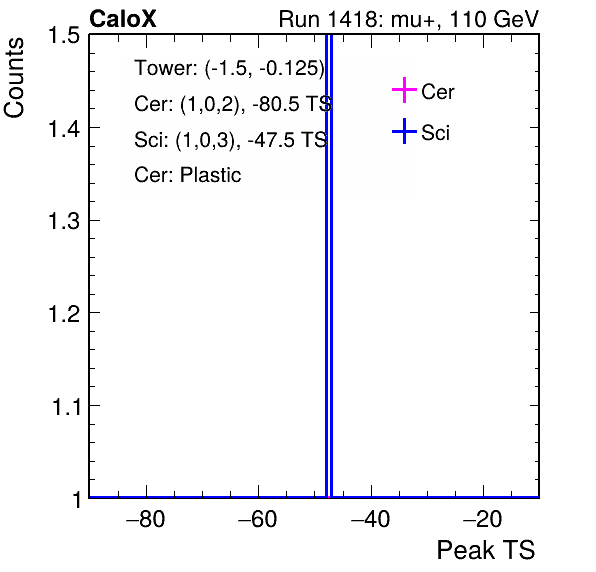 CaloX Run 1418: mu+, 110 GeV
Counts
1.5
1.4
1.3
1.2
1.1
1
Tower: (-1.5, -0.125)
Cer: (1,0,2), -80.5 TS
Sci: (1,0,3), -47.5 TS
Cer: Plastic
Cer
Sci
−80 −60 −40 −20
Peak TS